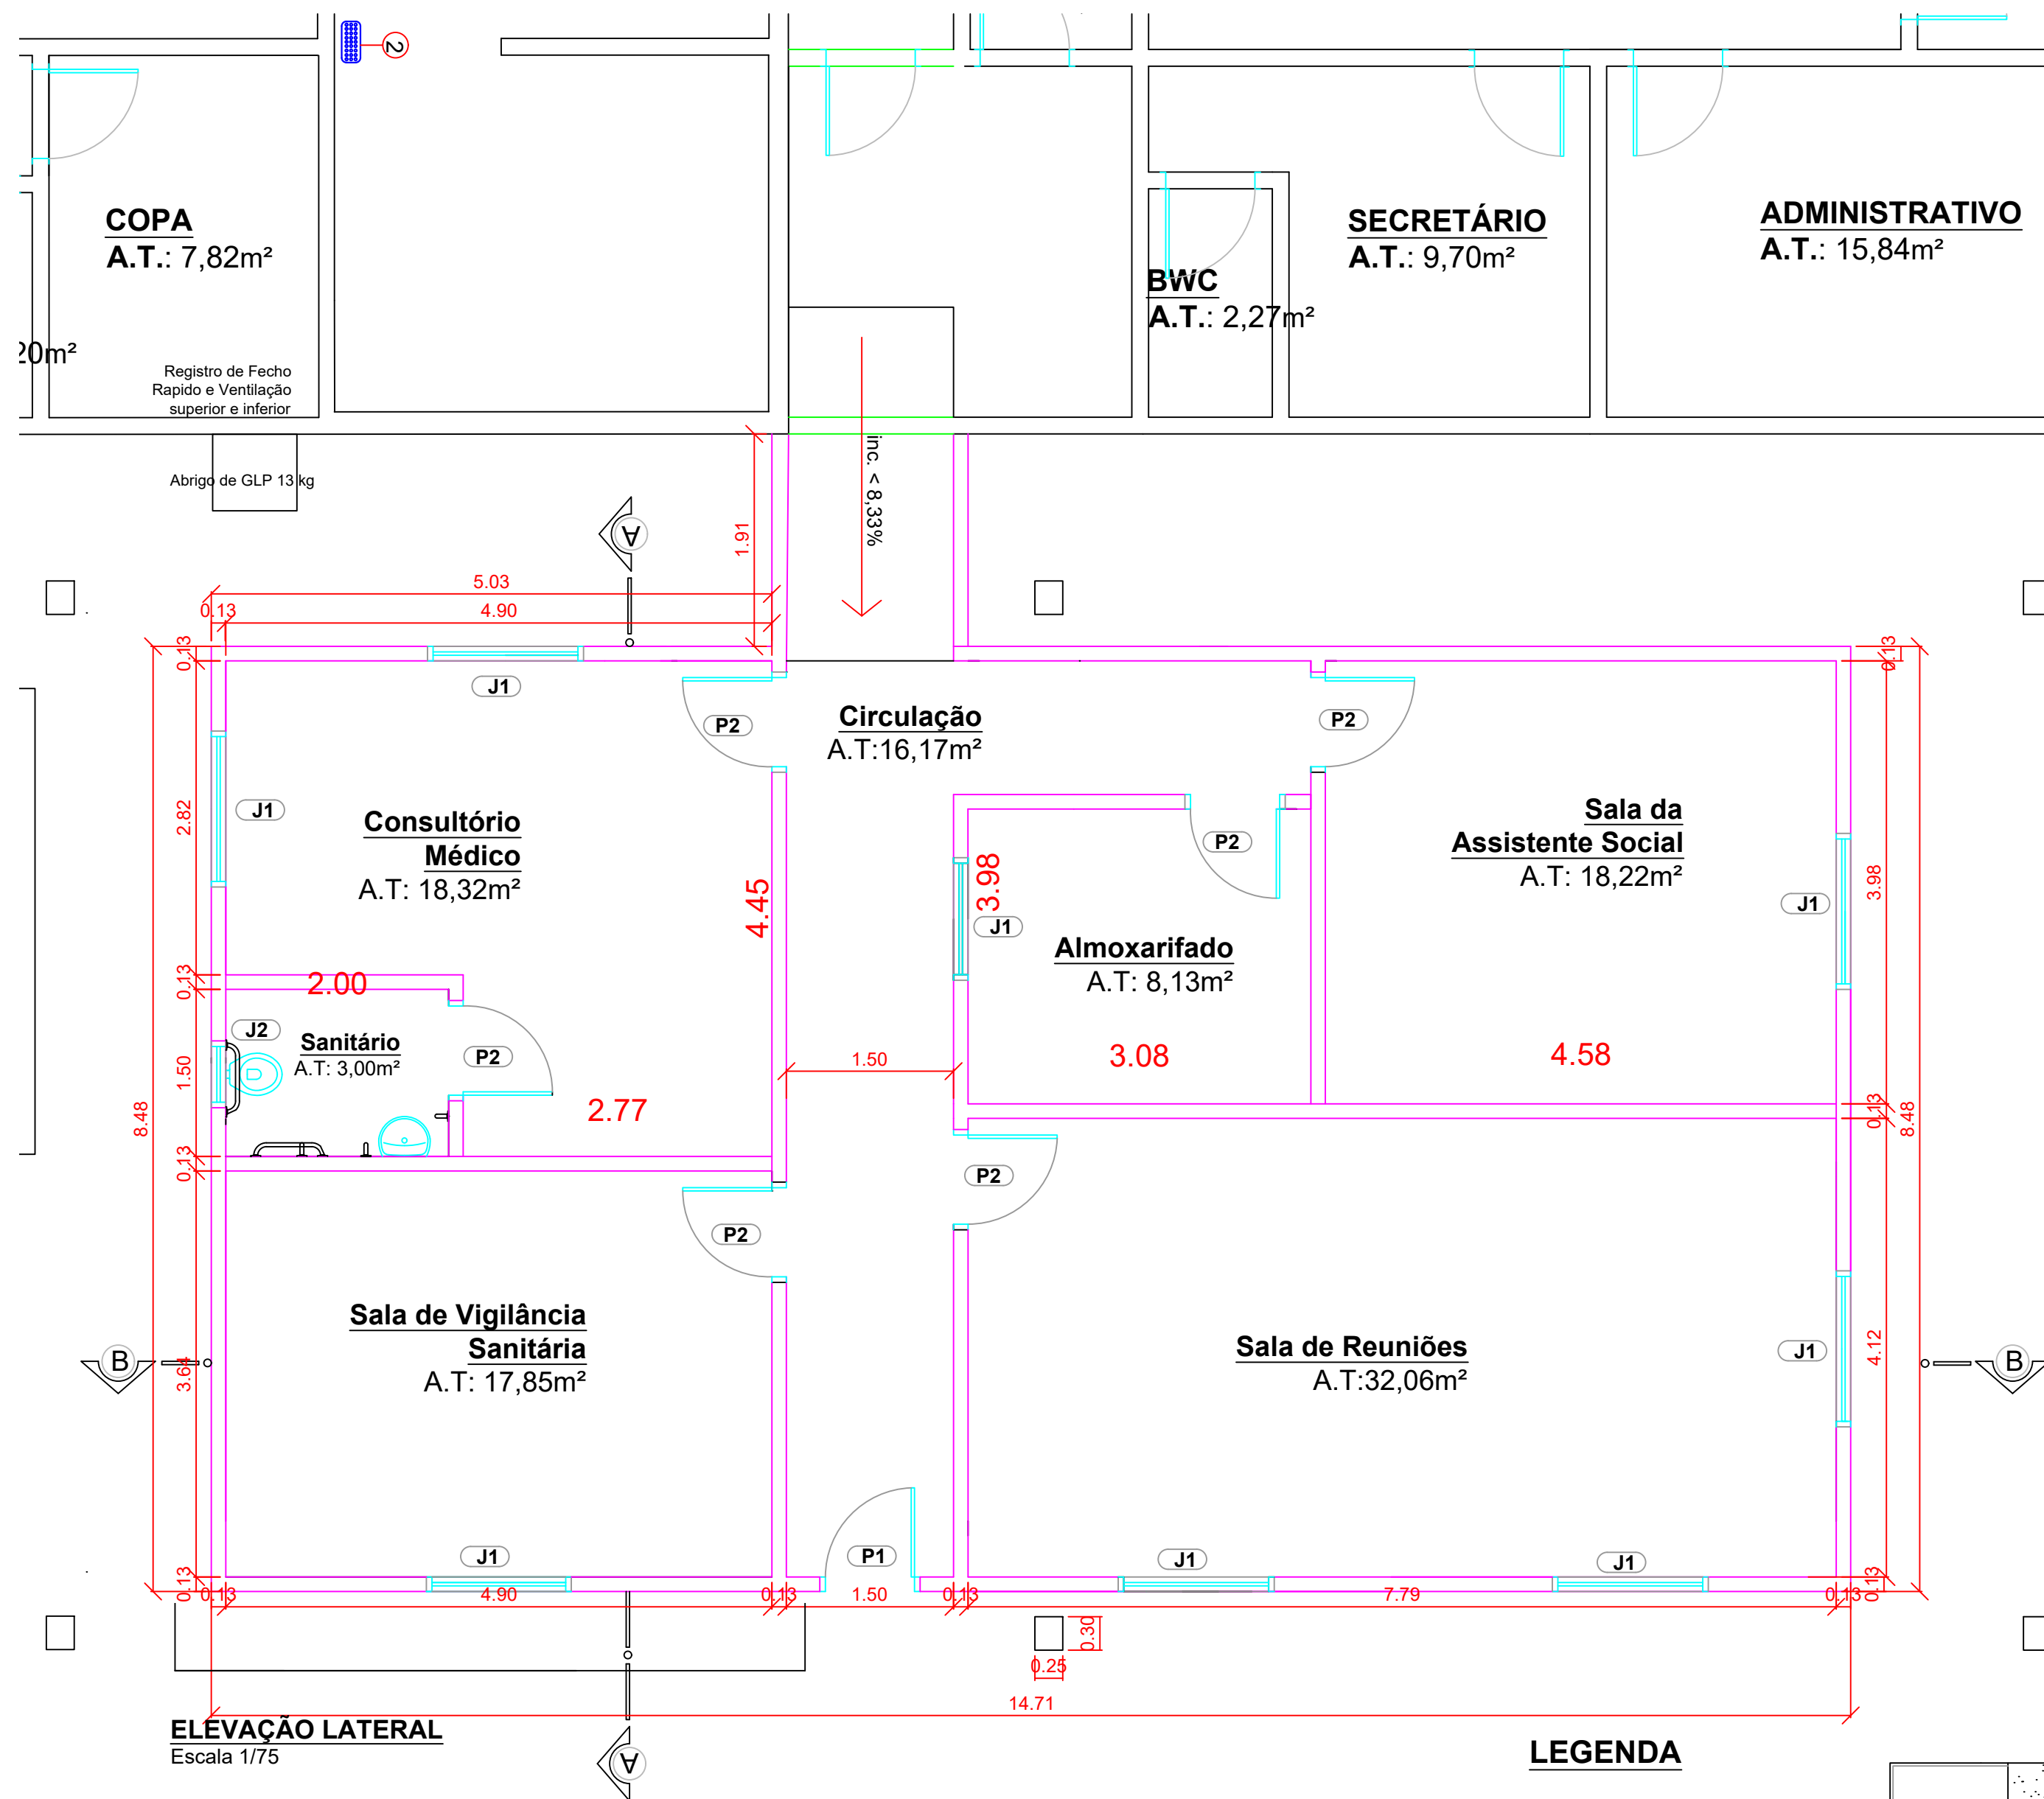 2
COPA
A.T.: 7,82m²
SECRETÁRIO
A.T.: 9,70m²
ADMINISTRATIVO
A.T.: 15,84m²
BWC
A.T.: 2,27m²
20m²
Registro de Fecho
Rapido e Ventilação
superior e inferior
Abrigo de GLP 13 kg
inc. < 8,33%
1.91
A
5.03
0.13
4.90
0.13
0.13
J1
P2
Circulação
A.T:16,17m²
P2
J1
2.82
Consultório
Médico
A.T: 18,32m²
4.45
3.98
P2
J1
Sala da
Assistente Social
A.T: 18,22m²
J1
3.98
Almoxarifado
A.T: 8,13m²
0.13
2.00
J2
Sanitário
A.T: 3,00m²
P2
1.50
1.50
3.08
4.58
2.77
8.48
0.13
8.48
0.13
P2
P2
Sala de Vigilância
Sanitária
A.T: 17,85m²
Sala de Reuniões
A.T:32,06m²
J1
B
3.64
4.12
B
J1
P1
J1
J1
0.13
0.13
4.90
0.13
1.50
0.13
7.79
0.13
0.13
0.30
0.25
14.71
ELEVAÇÃO LATERAL
Escala 1/75
A
LEGENDA